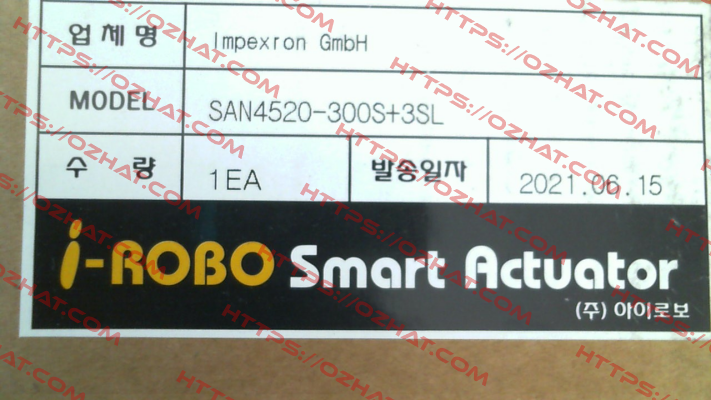 업체명 Impexron GmbH
MODEL SAN4520-300S+3SL
수 량 1EA 발송일자 2021.06.15
i-ROBO Smart Actuator
(주) 아이로보
HTTPS://OZHAT.COM